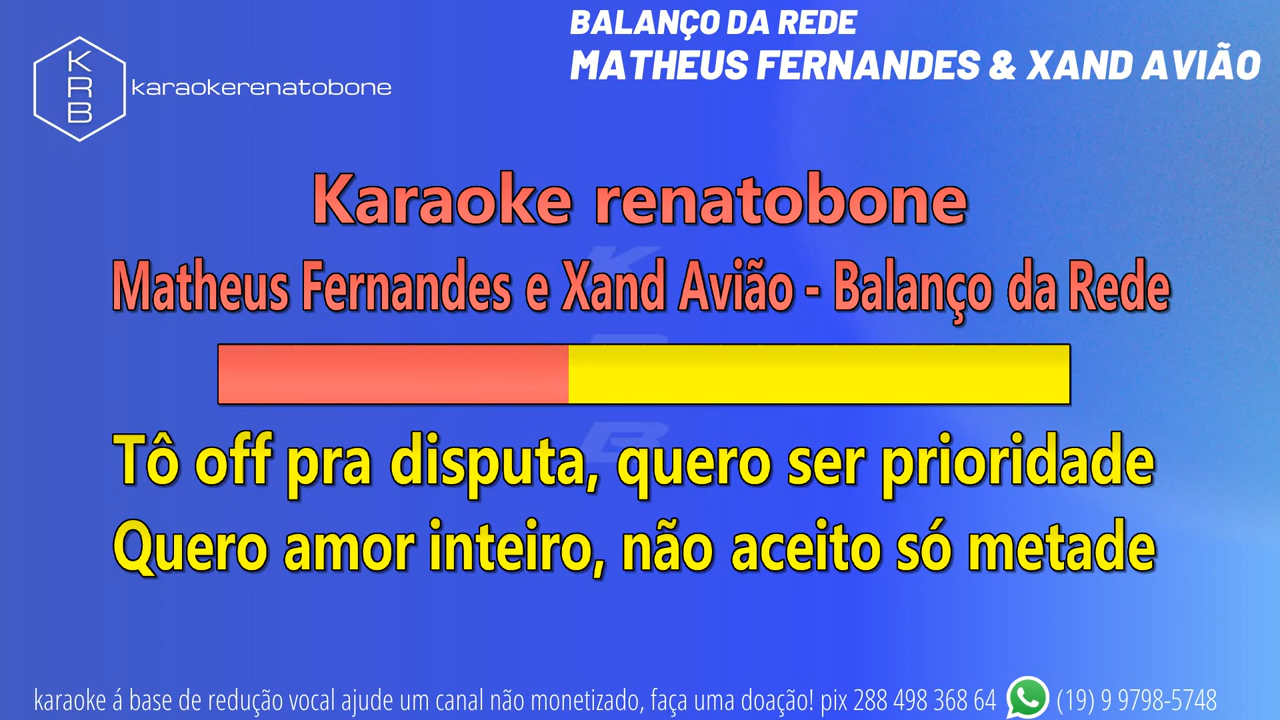 BALANÇO DA REDE
MATHEUS FERNANDES & XAND AVIÃO
KRB
karaokerenatobone
Karaoke renatobone
Matheus Fernandes e Xand Avião - Balanço da Rede
KRB
Tô off pra disputa, quero ser prioridade
Quero amor inteiro, não aceito só metade
karaoke á base de redução vocal ajude um canal não monetizado, faça uma doação! pix 288 498 368 64 (19) 9 9798-5748